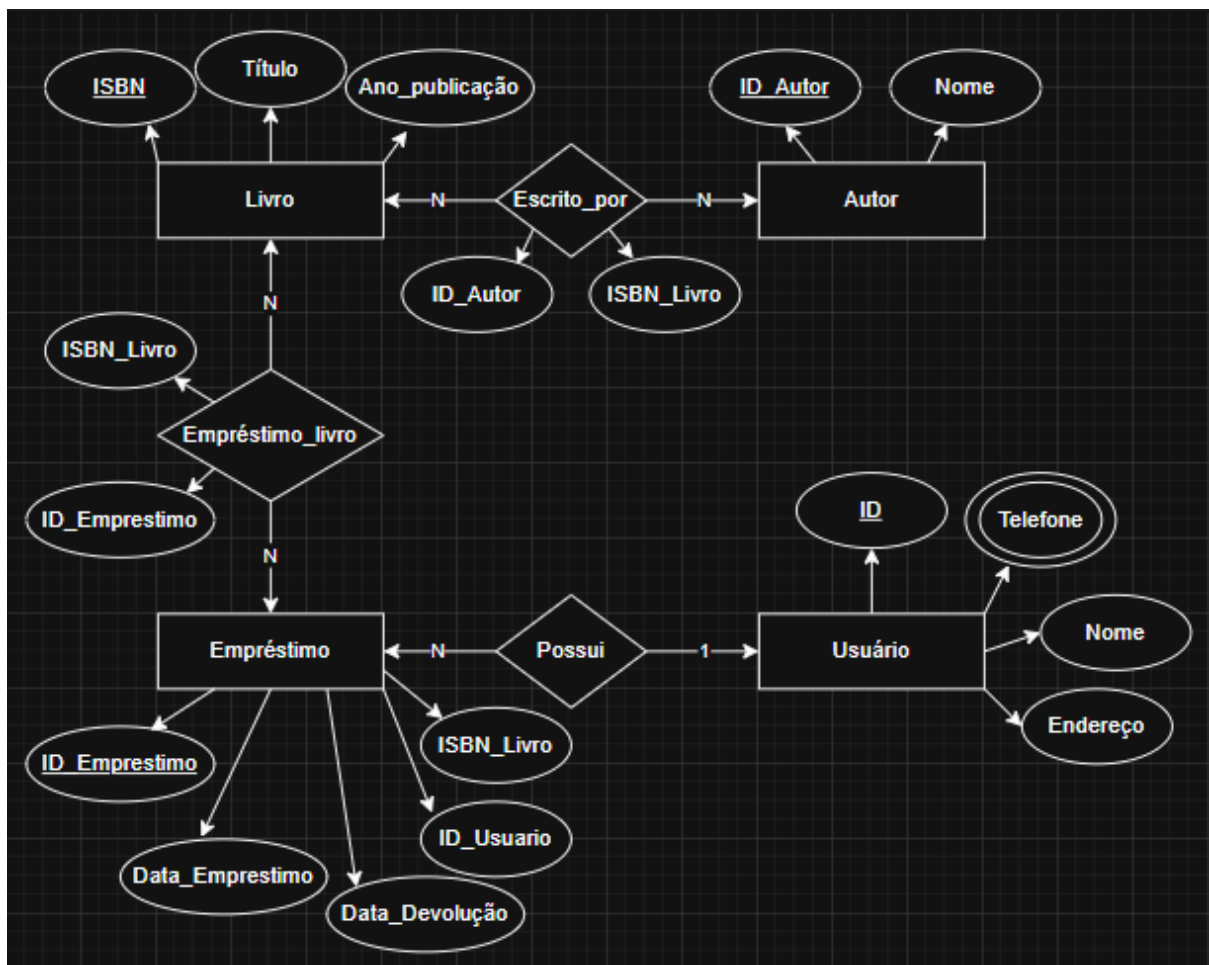 ISBN
Título
Ano_publicação
ID_Autor
Nome
Livro
N
Escrito_por
N
Autor
ID_Autor
ISBN_Livro
N
ISBN_Livro
Empréstimo_livro
ID_Emprestimo
N
ID
Telefone
Empréstimo
N
Possui
1
Usuário
Nome
Endereço
ISBN_Livro
ID_Emprestimo
ID_Usuario
Data_Emprestimo
Data_Devolução